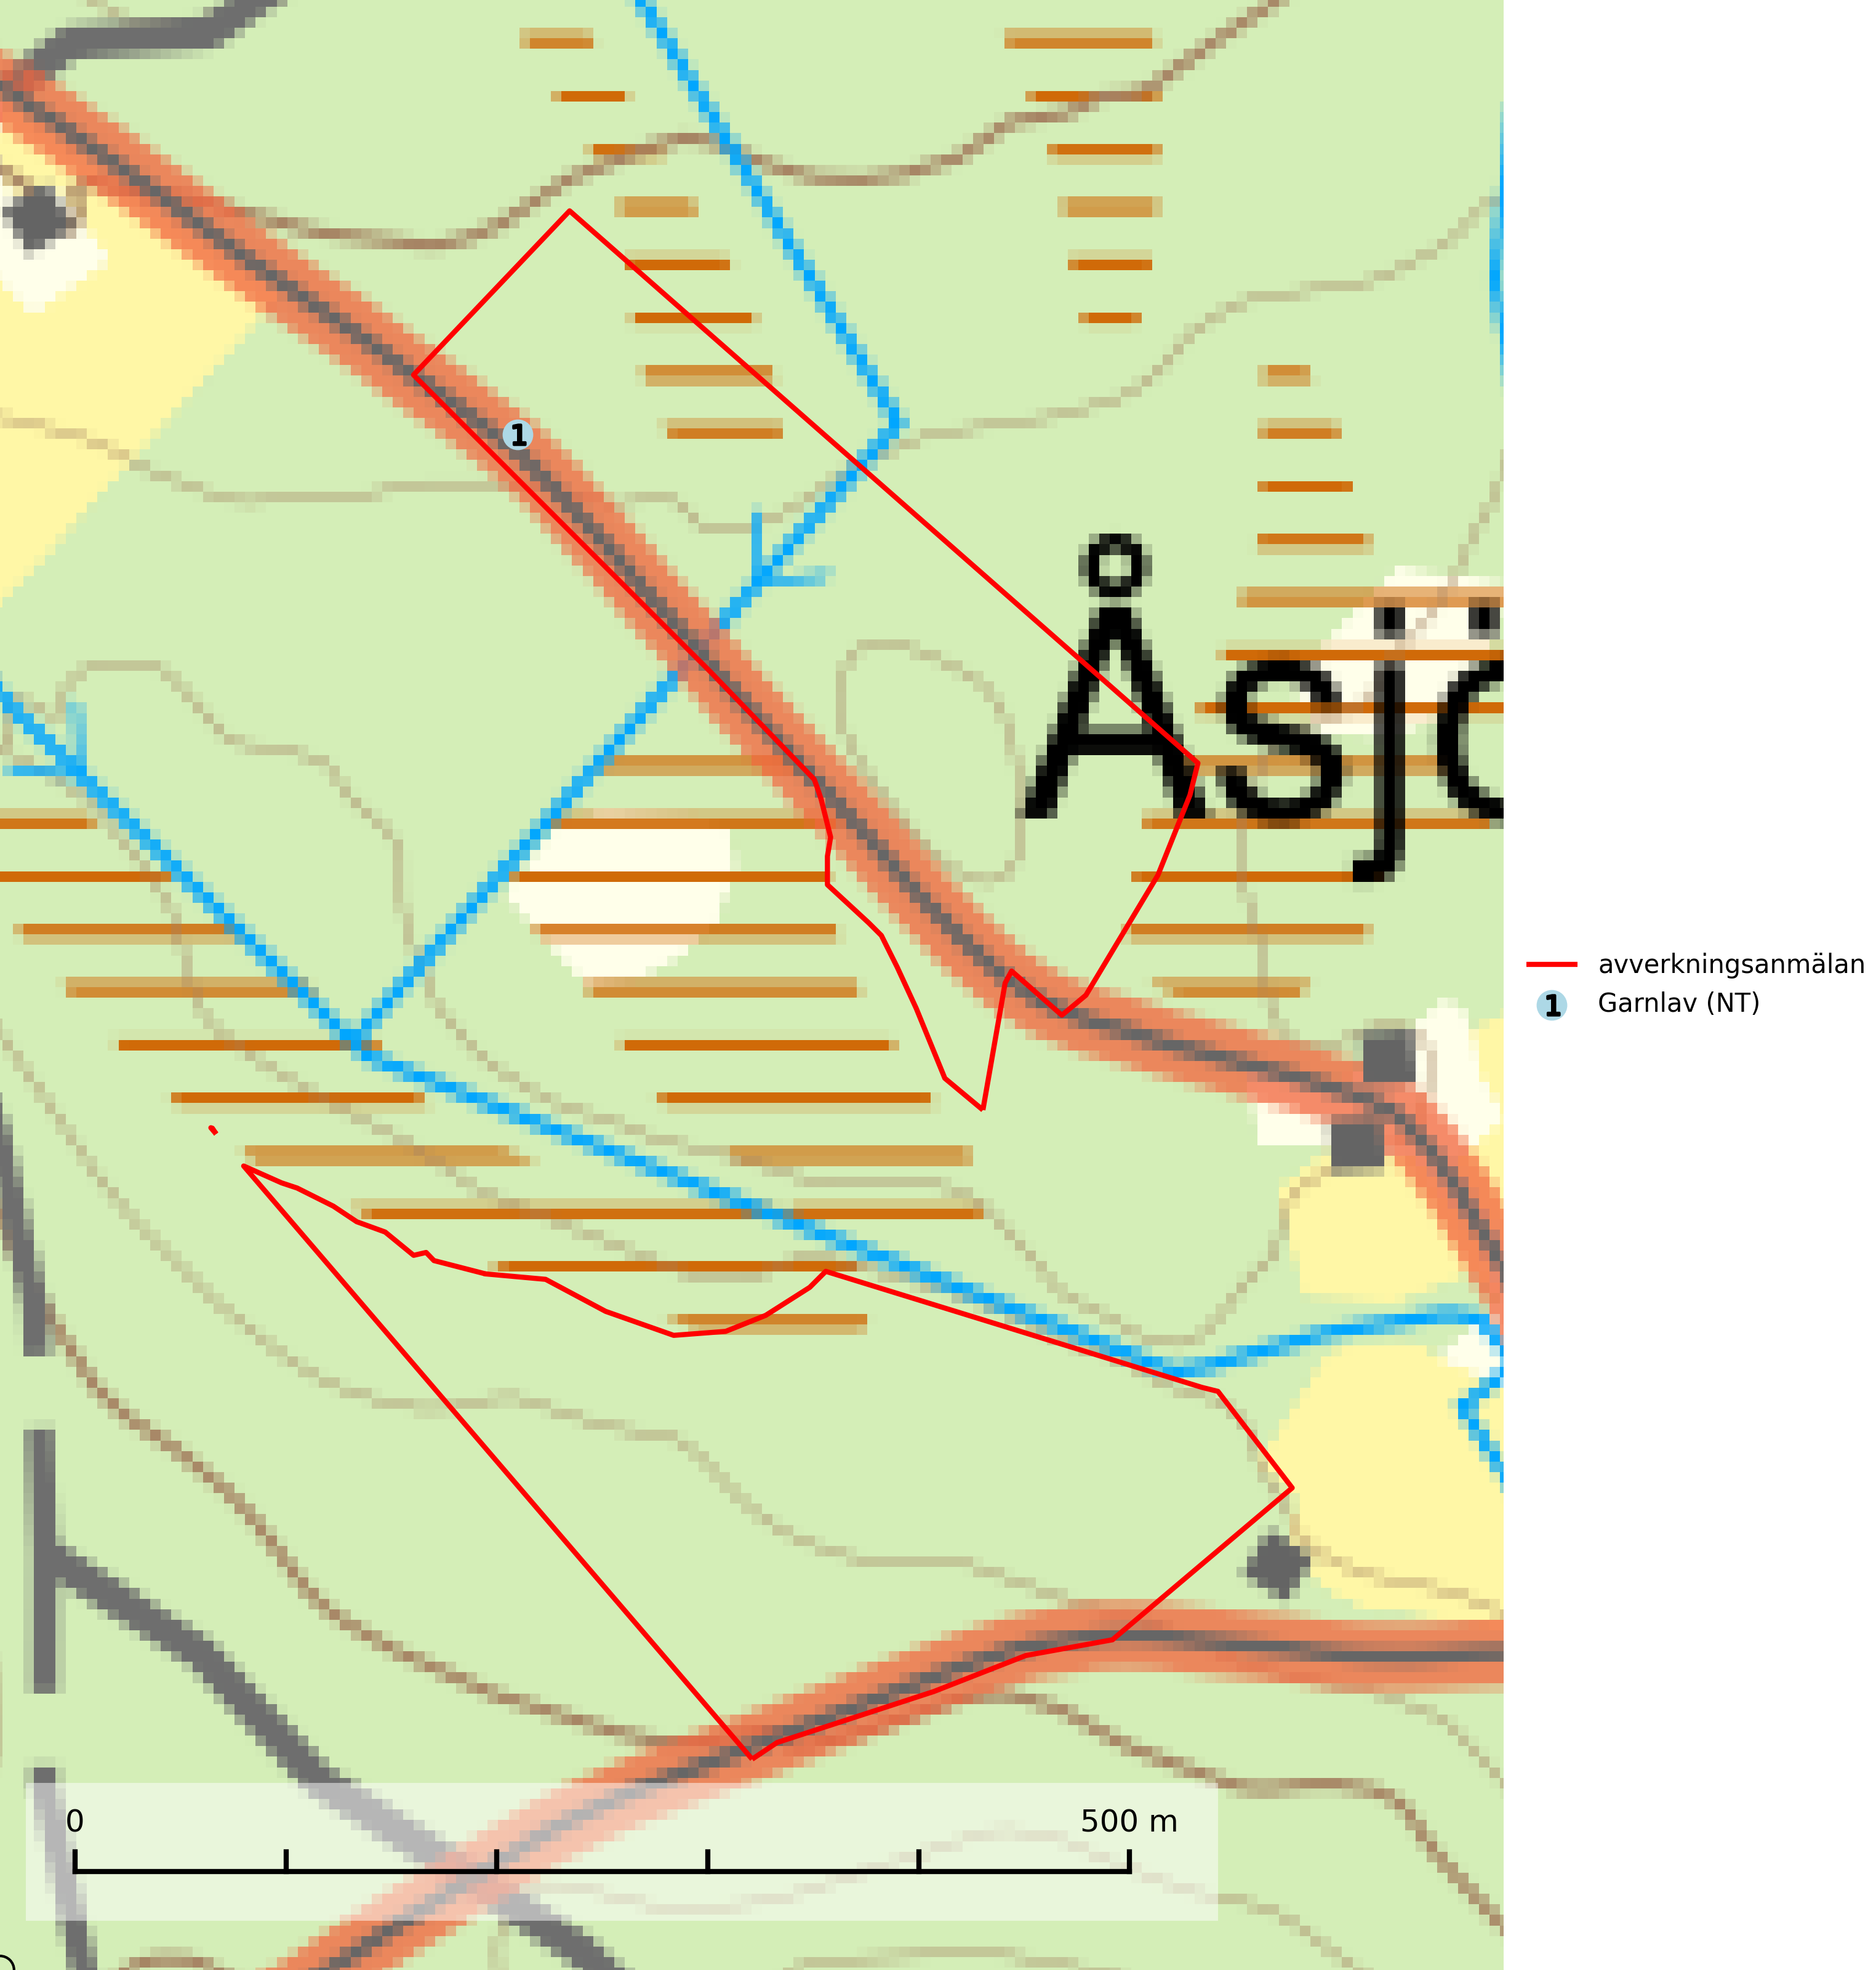 1
Åsjö
avverkningsanmälan
1 Garnlav (NT)
0 500 m